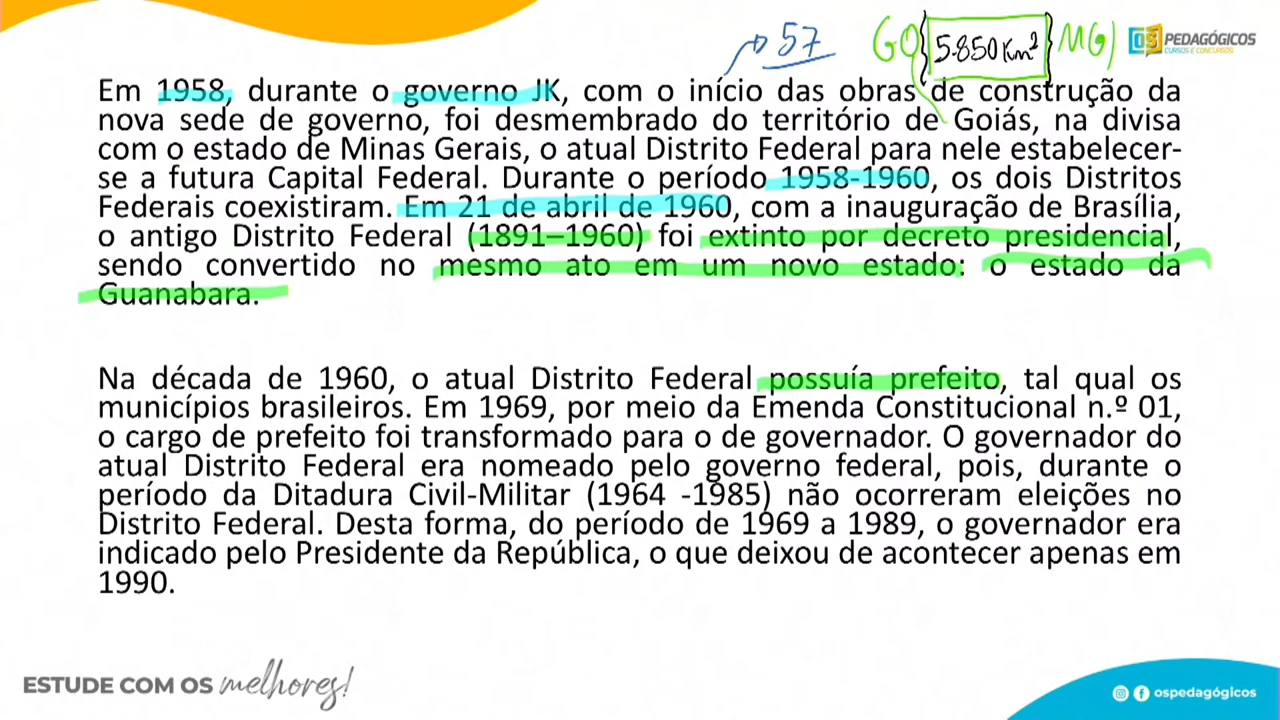 57 GO 5.850 Km² MG
OS PEDAGÓGICOS
CURSOS E CONCURSOS
Em 1958, durante o governo JK, com o início das obras de construção da
nova sede de governo, foi desmembrado do território de Goiás, na divisa
com o estado de Minas Gerais, o atual Distrito Federal para nele estabelecer-
se a futura Capital Federal. Durante o período 1958-1960, os dois Distritos
Federais coexistiram. Em 21 de abril de 1960, com a inauguração de Brasília,
o antigo Distrito Federal (1891–1960) foi extinto por decreto presidencial,
sendo convertido no mesmo ato em um novo estado: o estado da
Guanabara.
Na década de 1960, o atual Distrito Federal possuía prefeito, tal qual os
municípios brasileiros. Em 1969, por meio da Emenda Constitucional n.º 01,
o cargo de prefeito foi transformado para o de governador. O governador do
atual Distrito Federal era nomeado pelo governo federal, pois, durante o
período da Ditadura Civil-Militar (1964 -1985) não ocorreram eleições no
Distrito Federal. Desta forma, do período de 1969 a 1989, o governador era
indicado pelo Presidente da República, o que deixou de acontecer apenas em
1990.
ESTUDE COM OS melhores!
ospedagógicos